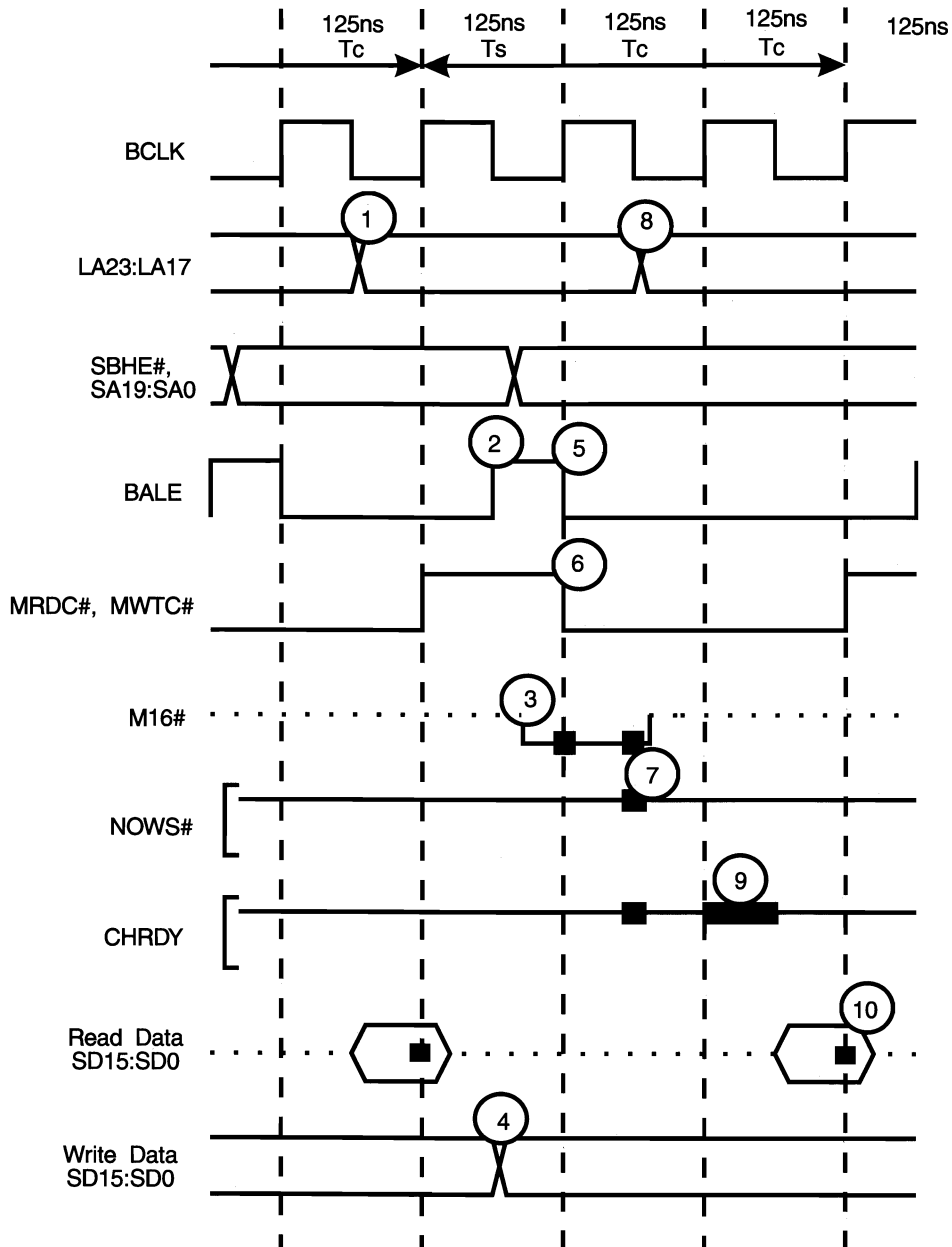 125ns 125ns 125ns 125ns 125ns
Tc Ts Tc Tc
BCLK
1 8
LA23:LA17
SBHE#,
SA19:SA0
2 5
BALE
6
MRDC#, MWTC#
3
M16#
7
NOWS#
9
CHRDY
10
Read Data
SD15:SD0
4
Write Data
SD15:SD0